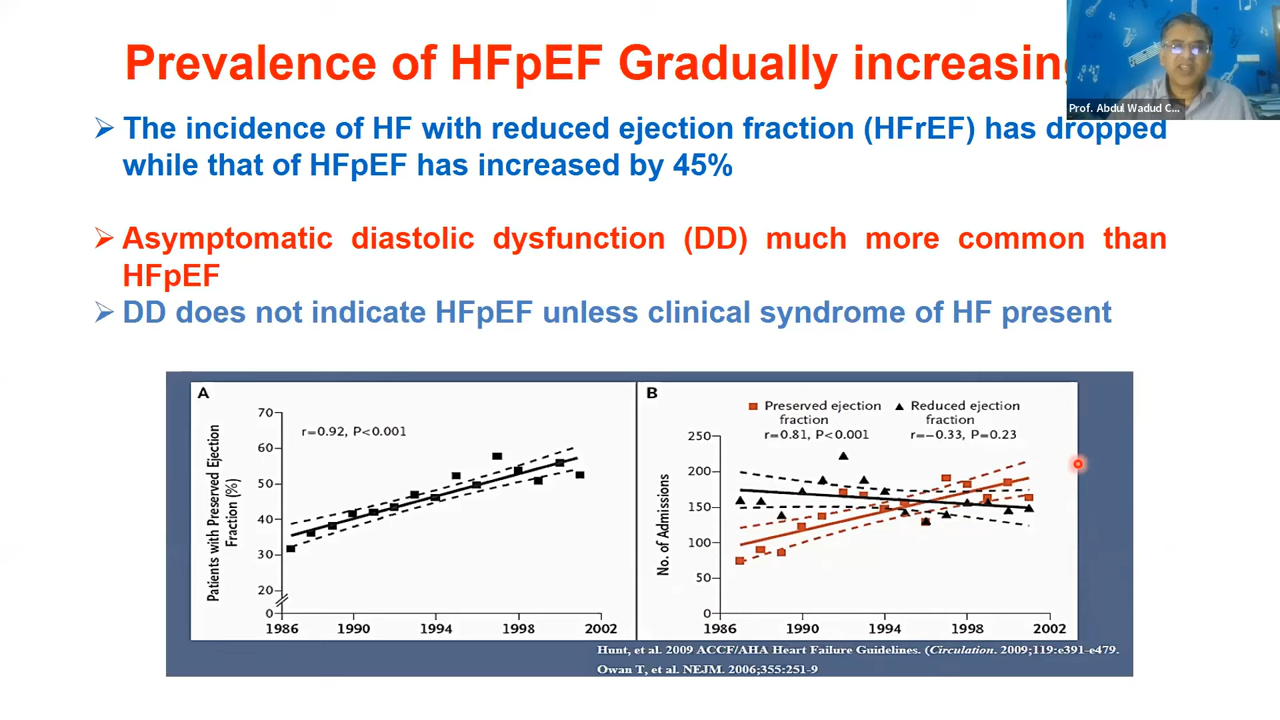 Prevalence of HFpEF Gradually increasing
Prof. Abdul Wadud C...
➢ The incidence of HF with reduced ejection fraction (HFrEF) has dropped
while that of HFpEF has increased by 45%
➢ Asymptomatic diastolic dysfunction (DD) much more common than
HFpEF
➢ DD does not indicate HFpEF unless clinical syndrome of HF present
A
Patients with Preserved Ejection
Fraction (%)
r=0.92, P<0.001
70
60
50
40
30
20
0
1986 1990 1994 1998 2002
B
Preserved ejection
fraction
r=0.81, P<0.001
Reduced ejection
fraction
r=−0.33, P=0.23
No. of Admissions
250
200
150
100
50
0
1986 1990 1994 1998 2002
Hunt, et al. 2009 ACCF/AHA Heart Failure Guidelines. (Circulation. 2009;119:e391-e479.
Owan T, et al. NEJM. 2006;355:251-9